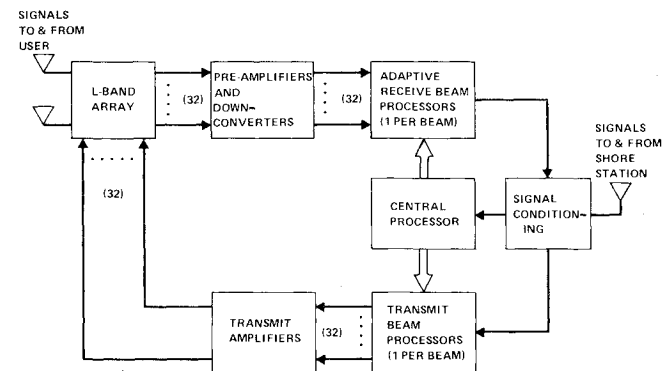 SIGNALS
TO & FROM
USER
L-BAND
ARRAY
(32)
PRE-AMPLIFIERS
AND
DOWN-
CONVERTERS
(32)
ADAPTIVE
RECEIVE BEAM
PROCESSORS
(1 PER BEAM)
SIGNALS
TO & FROM
SHORE
STATION
(32)
CENTRAL
PROCESSOR
SIGNAL
CONDITION-
ING
TRANSMIT
AMPLIFIERS
(32)
TRANSMIT
BEAM
PROCESSORS
(1 PER BEAM)